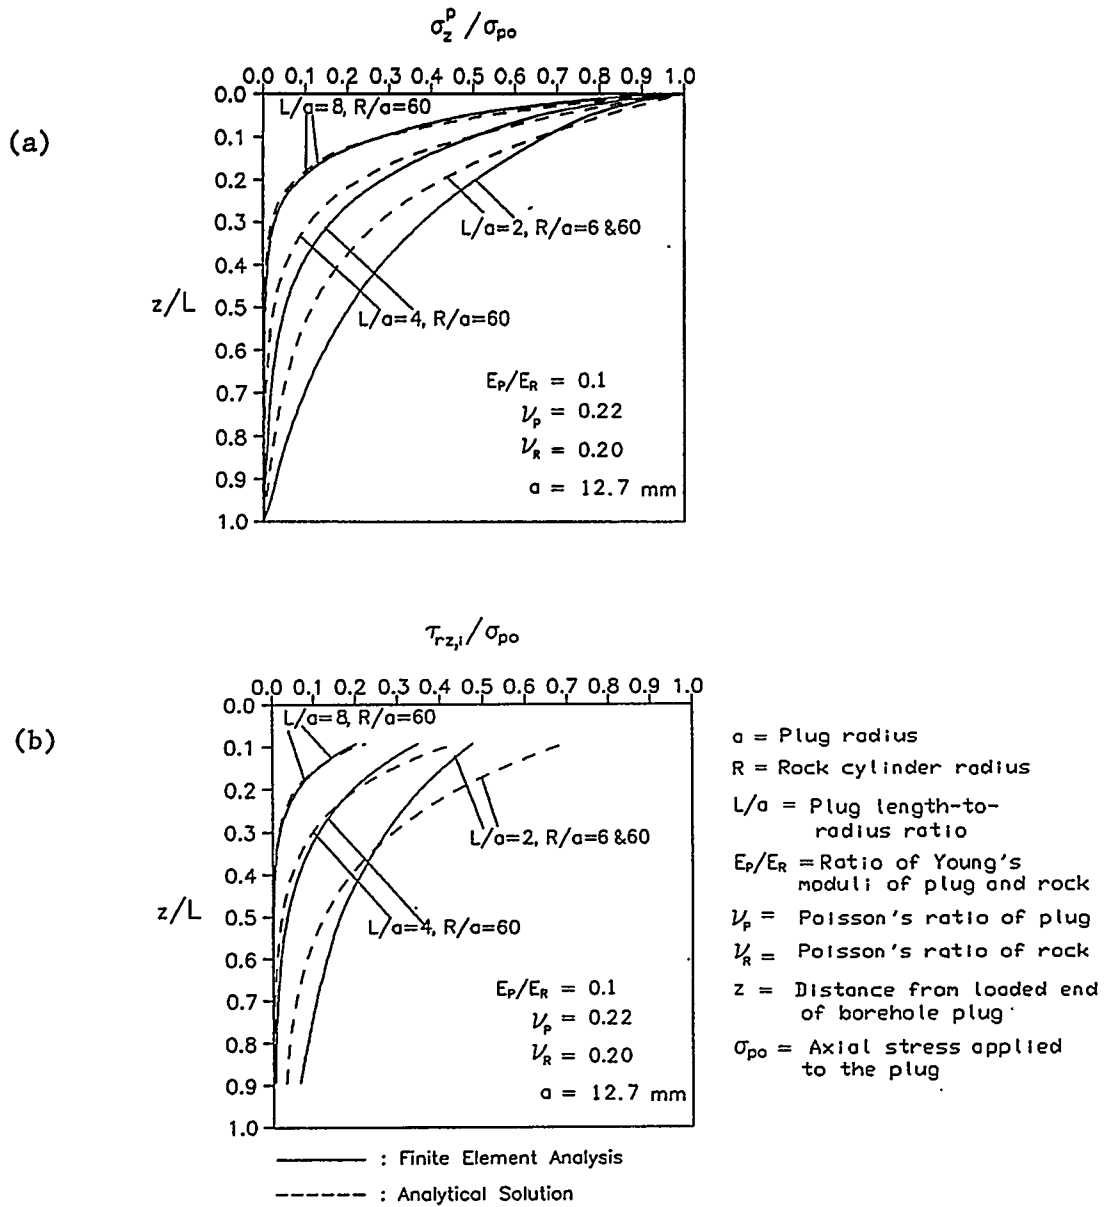 σ_z^p / σ_po
0.0 0.1 0.2 0.3 0.4 0.5 0.6 0.7 0.8 0.9 1.0
(a)
0.0
0.1
0.2
0.3
0.4
0.5
0.6
0.7
0.8
0.9
1.0
z/L
L/a=8, R/a=60
L/a=2, R/a=6 &60
L/a=4, R/a=60
E_P/E_R = 0.1
ν_p = 0.22
ν_R = 0.20
a = 12.7 mm
τ_rz,i / σ_po
0.0 0.1 0.2 0.3 0.4 0.5 0.6 0.7 0.8 0.9 1.0
(b)
0.0
0.1
0.2
0.3
0.4
0.5
0.6
0.7
0.8
0.9
1.0
z/L
L/a=8, R/a=60
L/a=2, R/a=6 &60
L/a=4, R/a=60
E_P/E_R = 0.1
ν_p = 0.22
ν_R = 0.20
a = 12.7 mm
a = Plug radius
R = Rock cylinder radius
L/a = Plug length-to-
radius ratio
E_P/E_R = Ratio of Young's
moduli of plug and rock
ν_p = Poisson's ratio of plug
ν_R = Poisson's ratio of rock
z = Distance from loaded end
of borehole plug
σ_po = Axial stress applied
to the plug
: Finite Element Analysis
: Analytical Solution